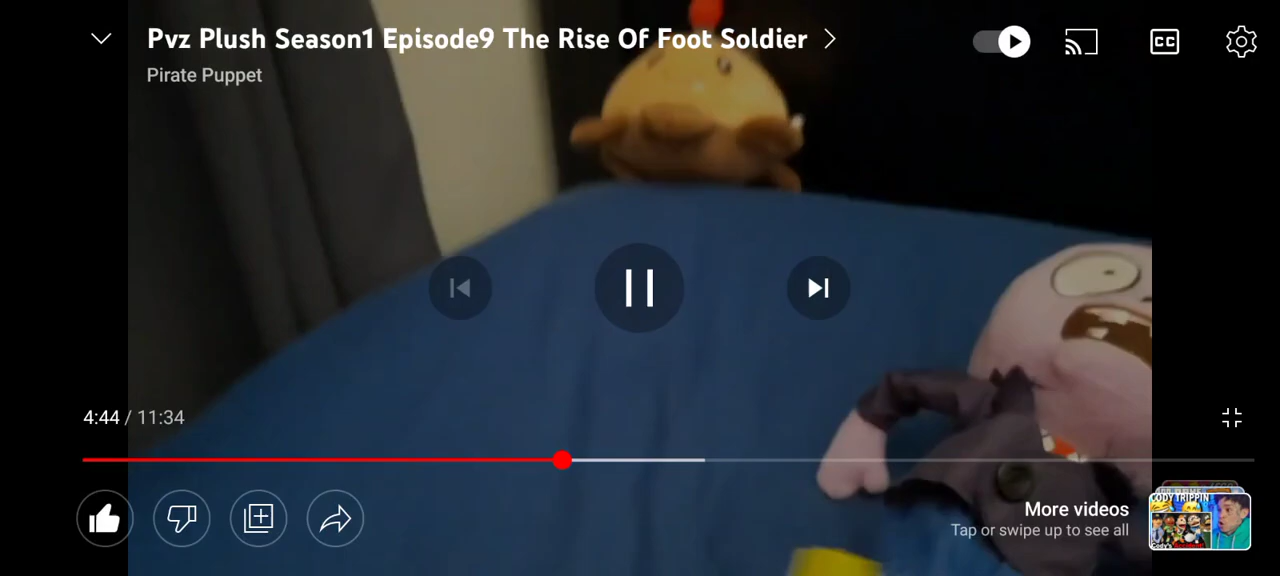 Pvz Plush Season1 Episode9 The Rise Of Foot Soldier
Pirate Puppet
CC
4:44 / 11:34
More videos
Tap or swipe up to see all
CODY TRIPPIN